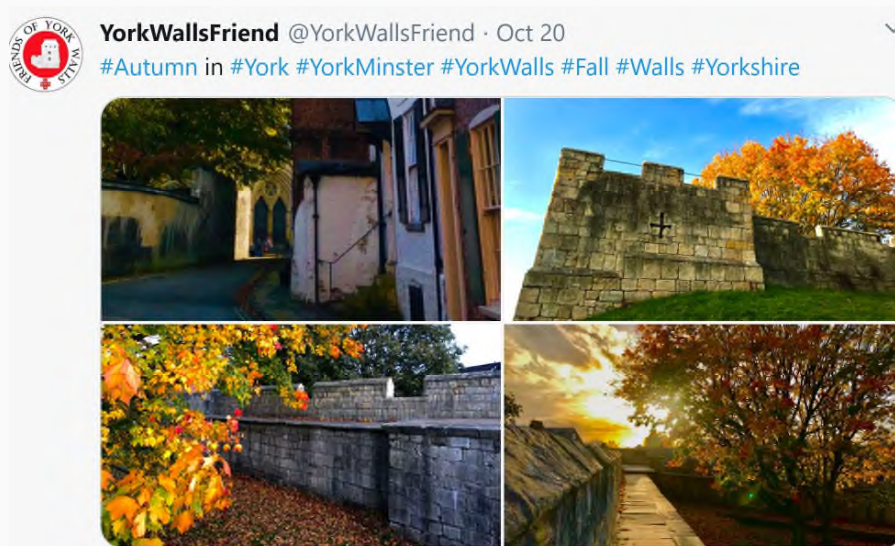 FRIENDS OF YORK WALLS
YorkWallsFriend @YorkWallsFriend · Oct 20
#Autumn in #York #YorkMinster #YorkWalls #Fall #Walls #Yorkshire